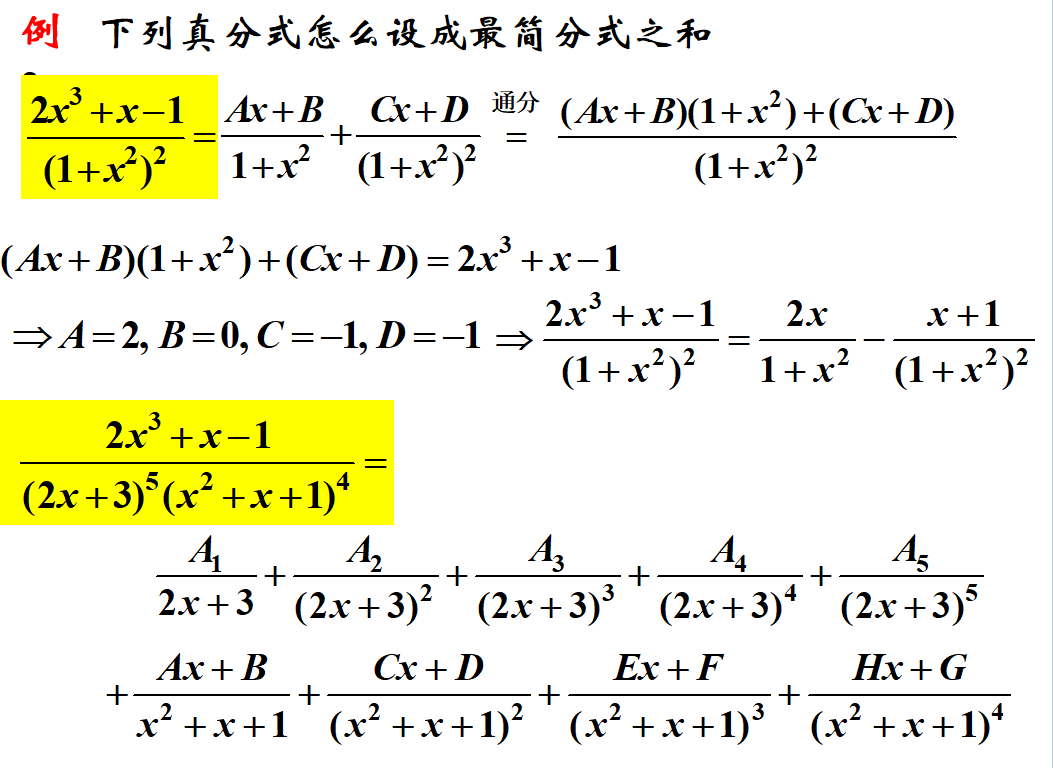 例 下列真分式怎么设成最简分式之和
\frac{2x^3+x-1}{(1+x^2)^2} = \frac{Ax+B}{1+x^2} + \frac{Cx+D}{(1+x^2)^2} \overset{通分}{=} \frac{(Ax+B)(1+x^2)+(Cx+D)}{(1+x^2)^2}
(Ax+B)(1+x^2)+(Cx+D)=2x^3+x-1
⇒ A=2, B=0, C=-1, D=-1 ⇒ \frac{2x^3+x-1}{(1+x^2)^2} = \frac{2x}{1+x^2} - \frac{x+1}{(1+x^2)^2}
\frac{2x^3+x-1}{(2x+3)^5(x^2+x+1)^4} =
\frac{A_1}{2x+3} + \frac{A_2}{(2x+3)^2} + \frac{A_3}{(2x+3)^3} + \frac{A_4}{(2x+3)^4} + \frac{A_5}{(2x+3)^5}
+ \frac{Ax+B}{x^2+x+1} + \frac{Cx+D}{(x^2+x+1)^2} + \frac{Ex+F}{(x^2+x+1)^3} + \frac{Hx+G}{(x^2+x+1)^4}